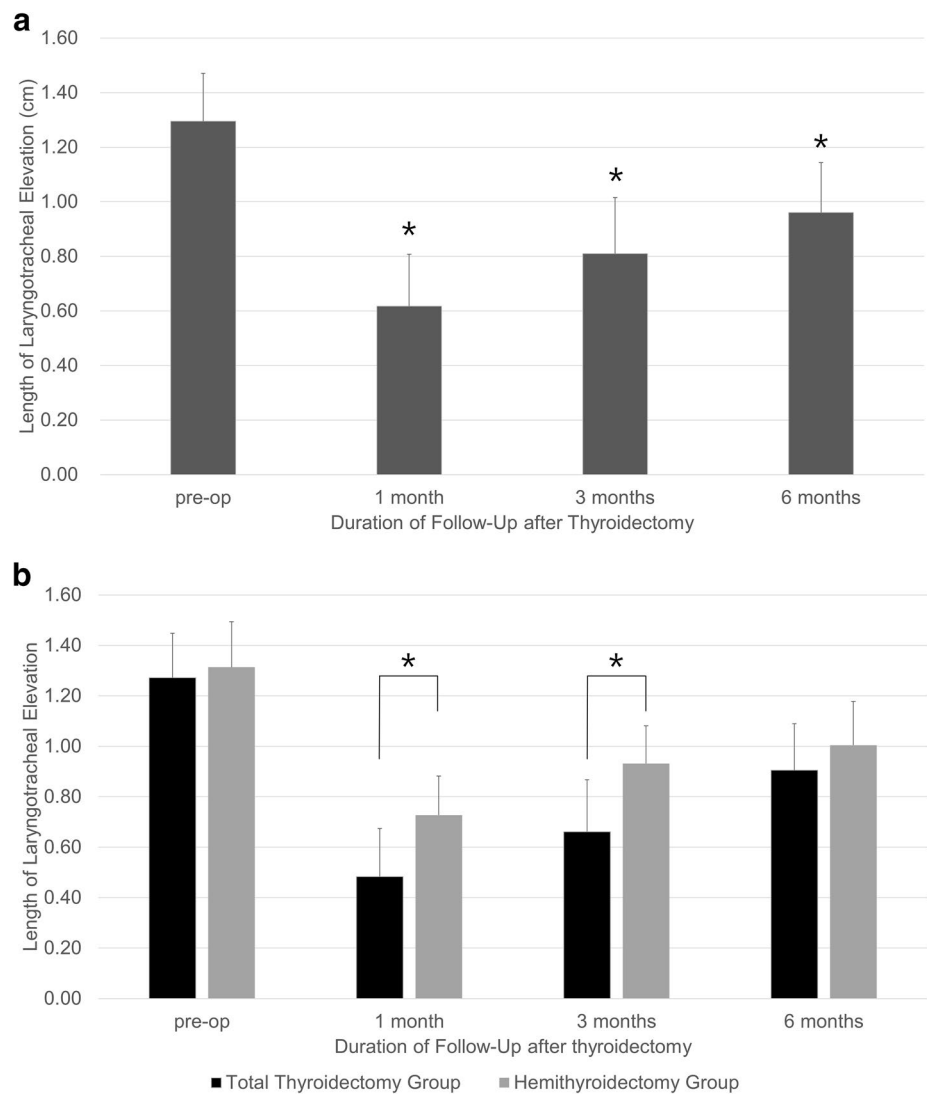 a
1.60
1.40
1.20
1.00
0.80
0.60
0.40
0.20
0.00
Length of Laryngotracheal Elevation (cm)
*
*
*
pre-op
1 month
3 months
6 months
Duration of Follow-Up after Thyroidectomy
b
1.60
1.40
1.20
1.00
0.80
0.60
0.40
0.20
0.00
Length of Laryngotracheal Elevation
*
*
pre-op
1 month
3 months
6 months
Duration of Follow-Up after thyroidectomy
Total Thyroidectomy Group
Hemithyroidectomy Group